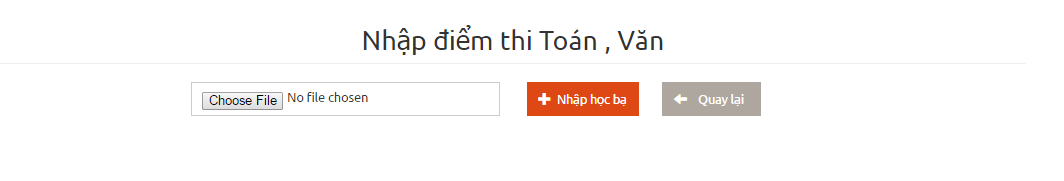 Nhập điểm thi Toán , Văn
Choose File No file chosen
Nhập học bạ
Quay lại